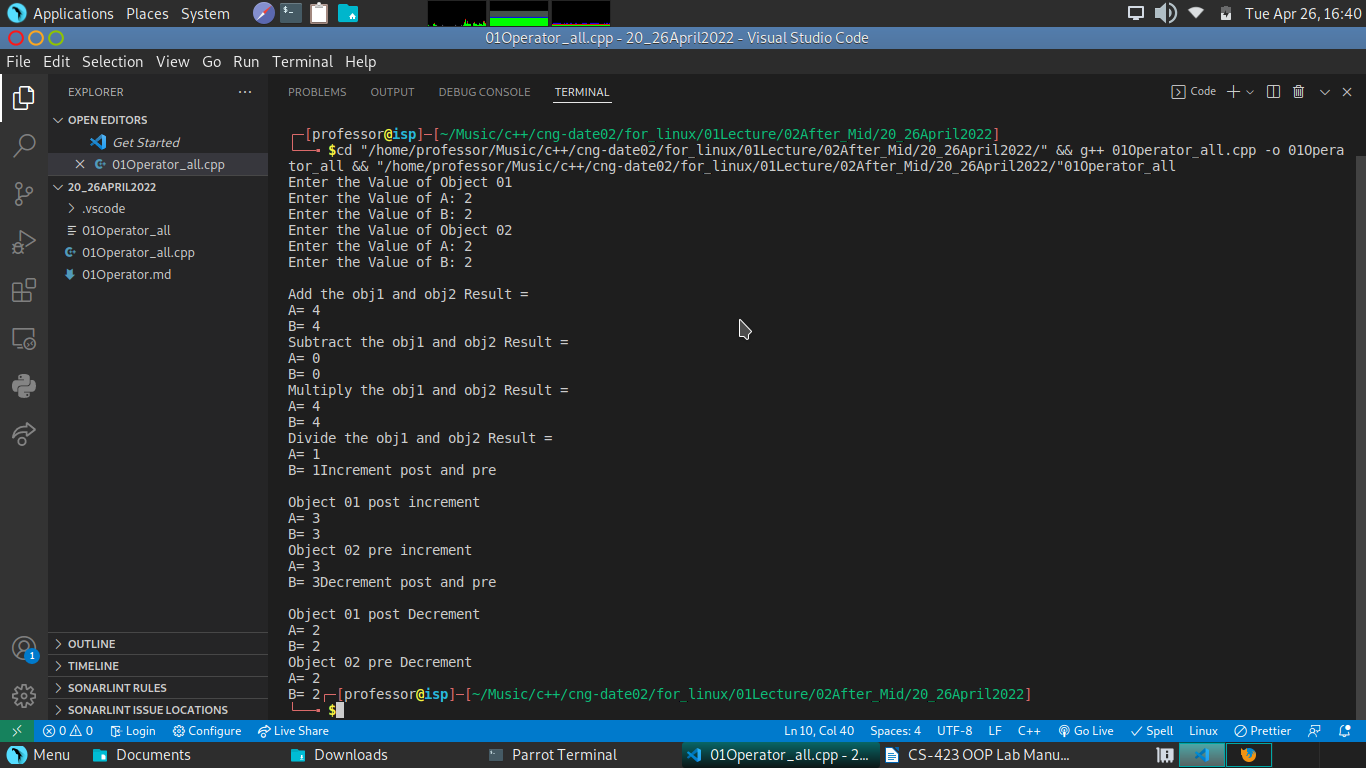 Applications Places System
Tue Apr 26, 16:40
01Operator_all.cpp - 20_26April2022 - Visual Studio Code
File Edit Selection View Go Run Terminal Help
EXPLORER
OPEN EDITORS
Get Started
01Operator_all.cpp
20_26APRIL2022
.vscode
01Operator_all
01Operator_all.cpp
01Operator.md
OUTLINE
TIMELINE
SONARLINT RULES
SONARLINT ISSUE LOCATIONS
1
PROBLEMS OUTPUT DEBUG CONSOLE TERMINAL
Code
┌─[professor@isp]─[~/Music/c++/cng-date02/for_linux/01Lecture/02After_Mid/20_26April2022]
└──╼ $cd "/home/professor/Music/c++/cng-date02/for_linux/01Lecture/02After_Mid/20_26April2022/" && g++ 01Operator_all.cpp -o 01Opera
tor_all && "/home/professor/Music/c++/cng-date02/for_linux/01Lecture/02After_Mid/20_26April2022/"01Operator_all
Enter the Value of Object 01
Enter the Value of A: 2
Enter the Value of B: 2
Enter the Value of Object 02
Enter the Value of A: 2
Enter the Value of B: 2
Add the obj1 and obj2 Result =
A= 4
B= 4
Subtract the obj1 and obj2 Result =
A= 0
B= 0
Multiply the obj1 and obj2 Result =
A= 4
B= 4
Divide the obj1 and obj2 Result =
A= 1
B= 1Increment post and pre
Object 01 post increment
A= 3
B= 3
Object 02 pre increment
A= 3
B= 3Decrement post and pre
Object 01 post Decrement
A= 2
B= 2
Object 02 pre Decrement
A= 2
B= 2┌─[professor@isp]─[~/Music/c++/cng-date02/for_linux/01Lecture/02After_Mid/20_26April2022]
└──╼ $
0 0 Login Configure Live Share Ln 10, Col 40 Spaces: 4 UTF-8 LF C++ Go Live Spell Linux Prettier
Menu Documents Downloads Parrot Terminal 01Operator_all.cpp - 2... CS-423 OOP Lab Manu...